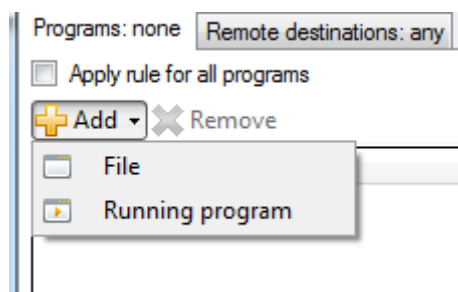 Programs: none Remote destinations: any
Apply rule for all programs
Add Remove
File
Running program